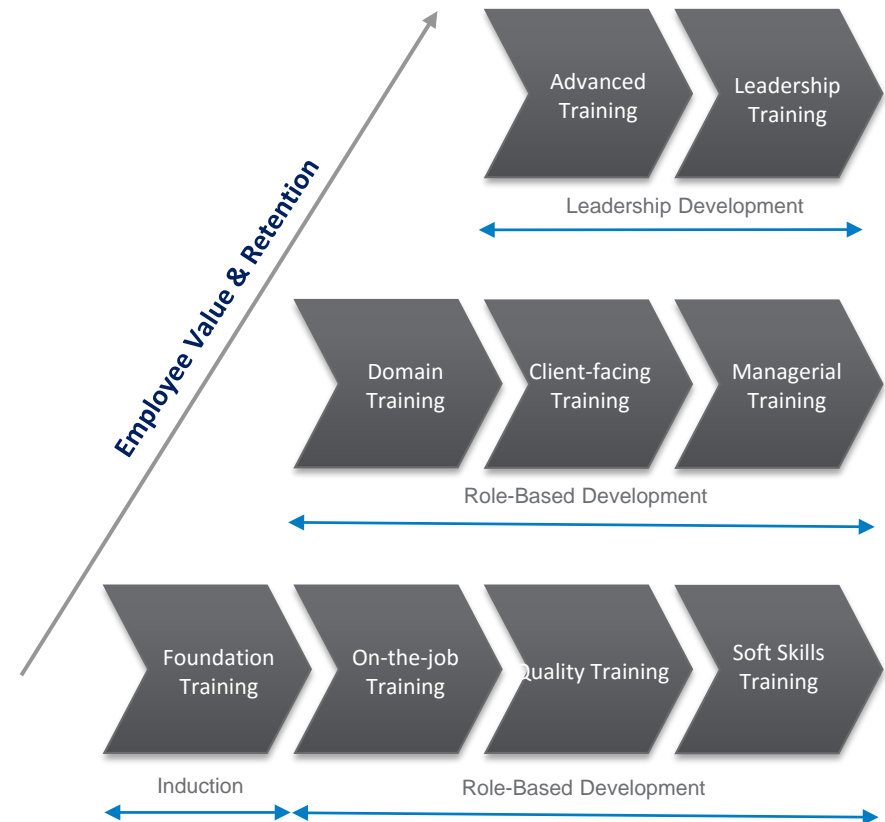 Advanced
Training
Leadership
Training
Leadership Development
Employee Value & Retention
Domain
Training
Client-facing
Training
Managerial
Training
Role-Based Development
Foundation
Training
On-the-job
Training
Quality Training
Soft Skills
Training
Induction
Role-Based Development